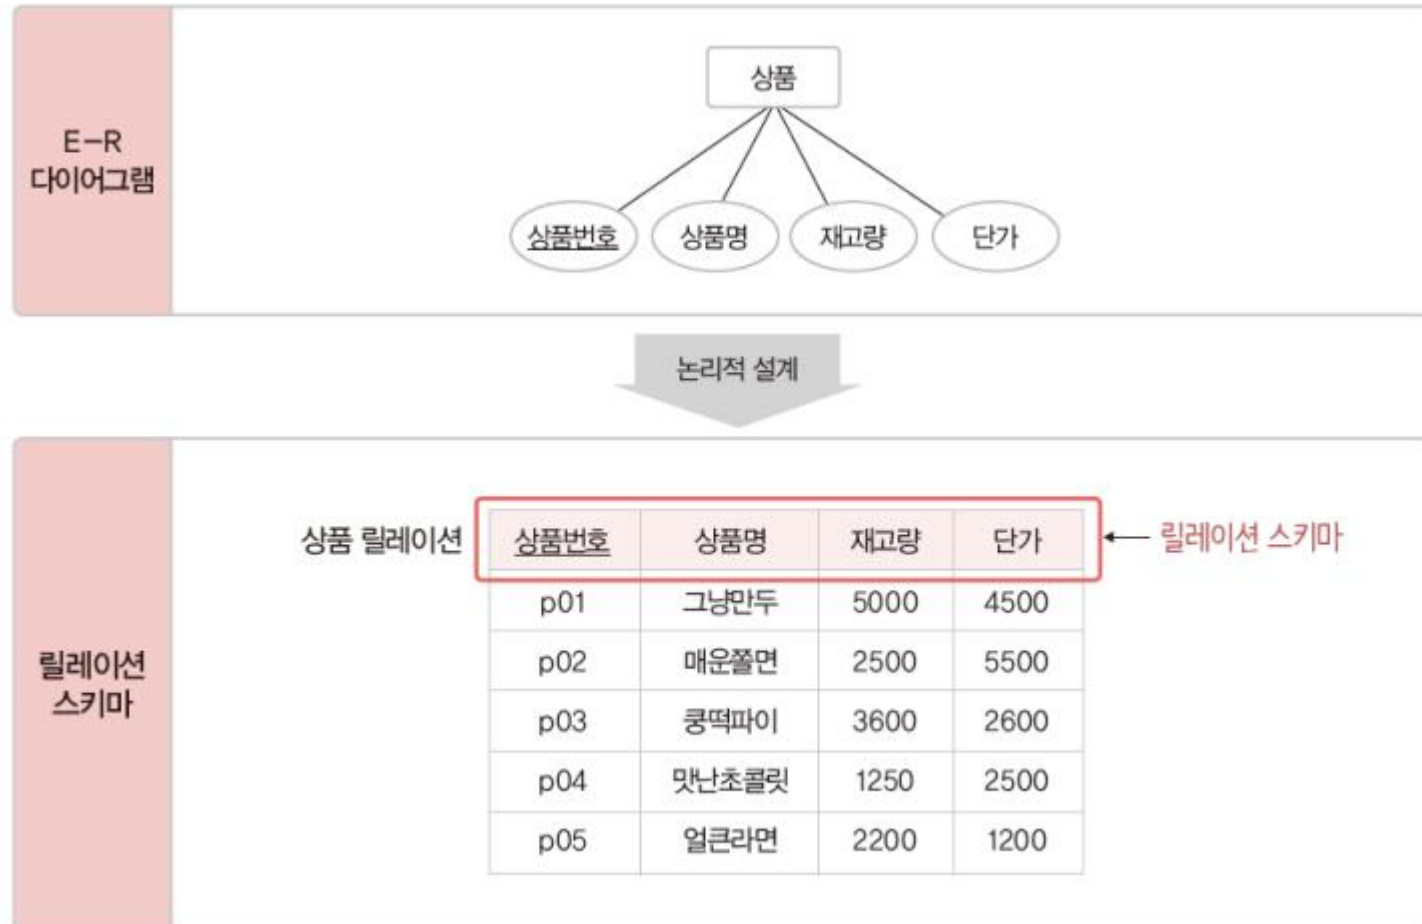 E-R
다이어그램
상품
상품번호 상품명 재고량 단가
논리적 설계
릴레이션
스키마
상품 릴레이션 상품번호 상품명 재고량 단가 릴레이션 스키마
p01 그냥만두 5000 4500
p02 매운쫄면 2500 5500
p03 쿵떡파이 3600 2600
p04 맛난초콜릿 1250 2500
p05 얼큰라면 2200 1200